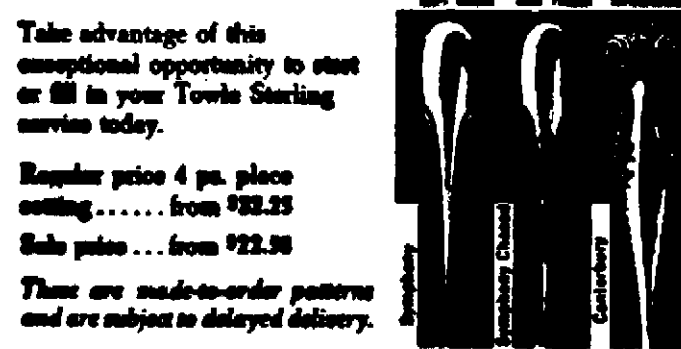 Take advantage of this
exceptional opportunity to start
or fill in your Towle Sterling
service today.
Regular price 4 pc. place
setting ...... from
Sale price ... from
These are made-to-order patterns
and are subject to delayed delivery.
Symphony
Symphony Chased
Canterbury